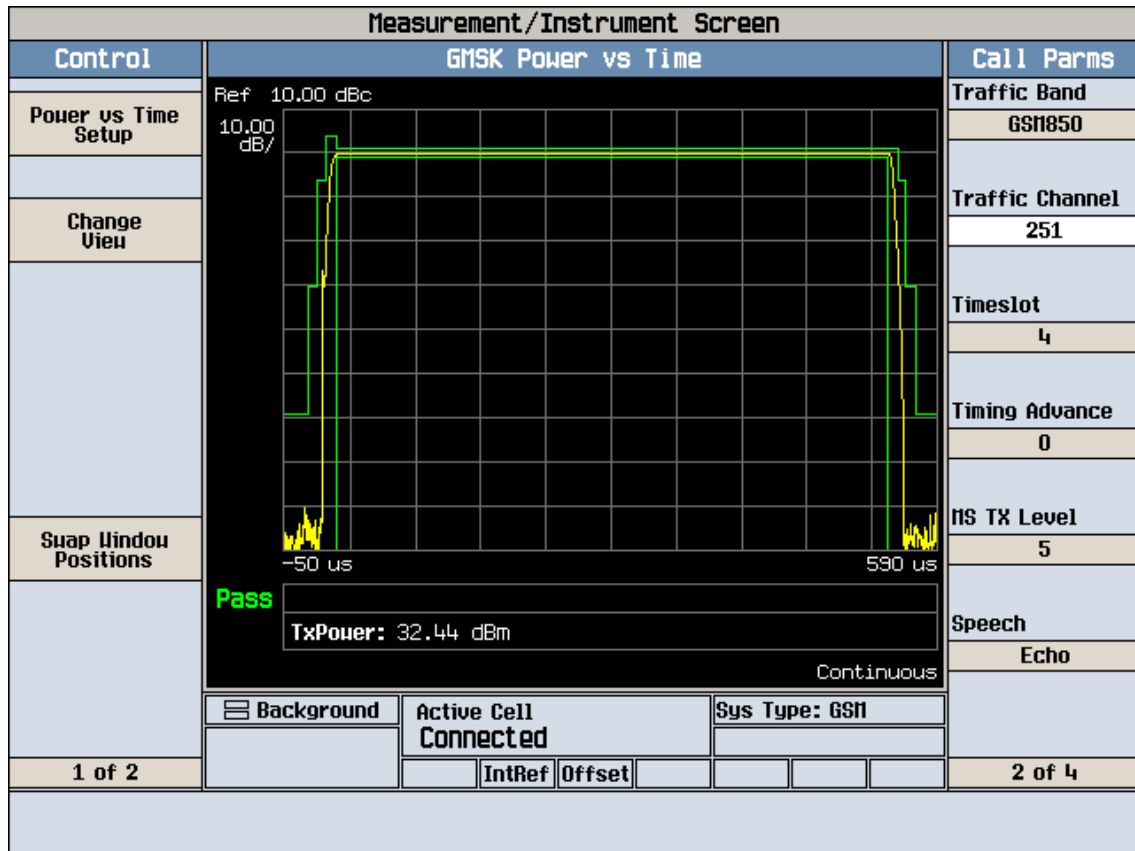 Measurement/Instrument Screen
Control
Power vs Time
Setup
Change
View
Swap Window
Positions
1 of 2
GMSK Power vs Time
Ref 10.00 dBc
10.00
dB/
-50 us
590 us
Pass
TxPower: 32.44 dBm
Continuous
Background
Active Cell
Connected
Sys Type: GSM
IntRef
Offset
Call Parms
Traffic Band
GSM850
Traffic Channel
251
Timeslot
4
Timing Advance
0
MS TX Level
5
Speech
Echo
2 of 4